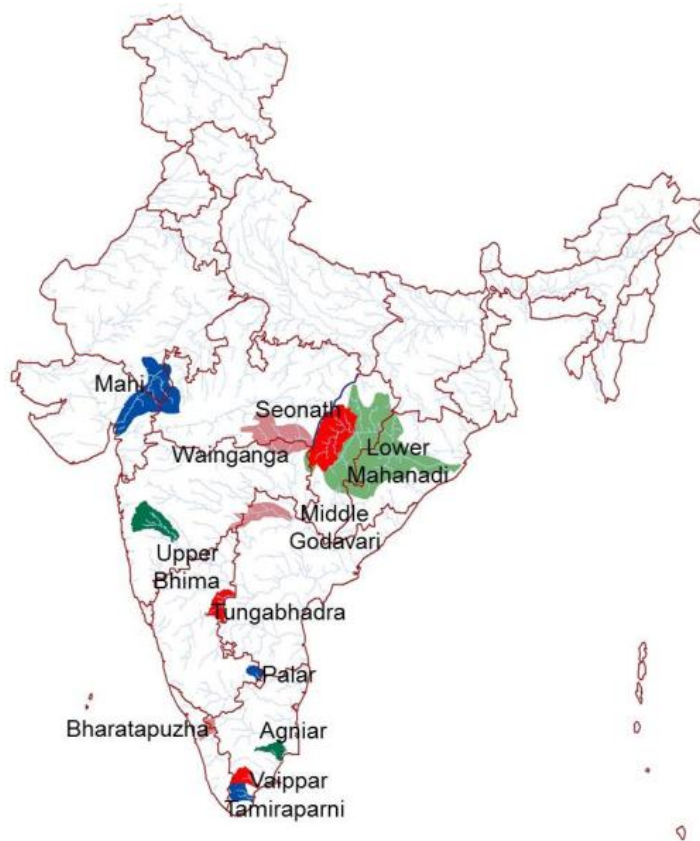 Mahi
Seonath
Wainganga
Lower
Mahanadi
Middle
Godavari
Upper
Bhima
Tungabhadra
Palar
Bharatapuzha
Agniar
Vaippar
Tamiraparni